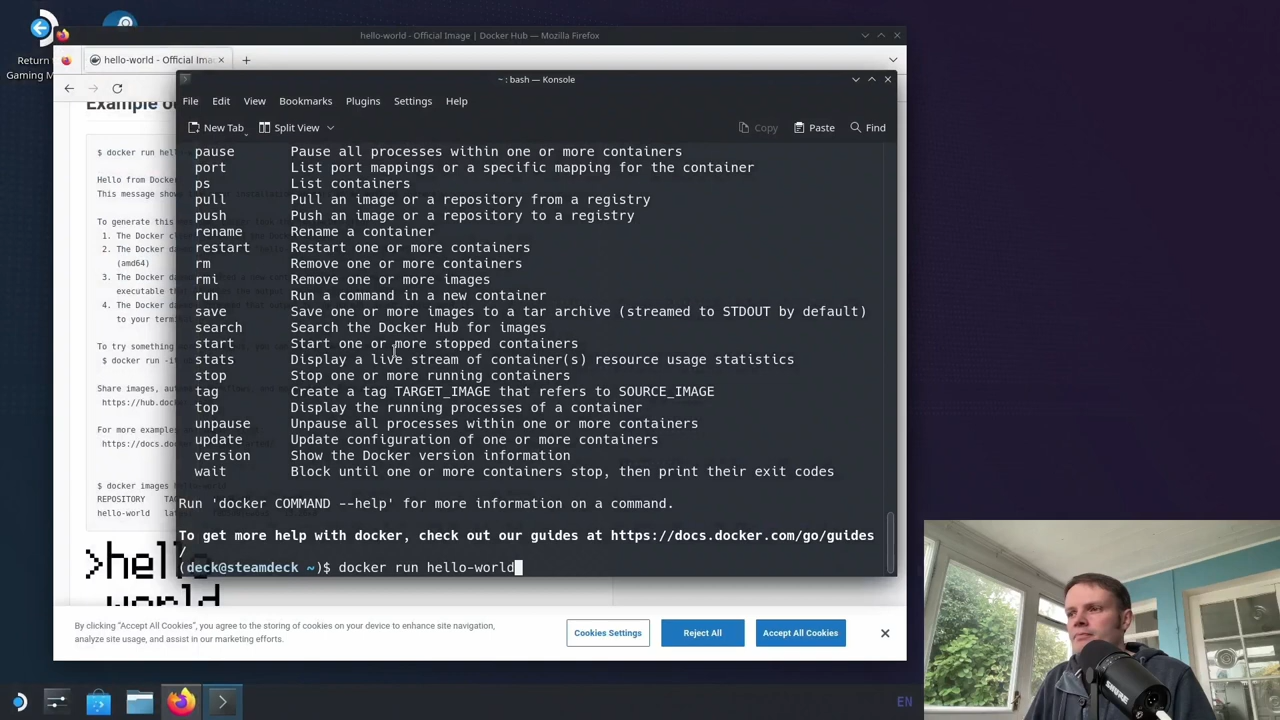 Return
Gaming M
hello-world - Official Image | Docker Hub — Mozilla Firefox
hello-world - Official Ima
~ : bash — Konsole
File Edit View Bookmarks Plugins Settings Help
New Tab Split View Copy Paste Find
Example ou
$ docker run hel
Hello from Docker
This message show
To generate this
1. The Docker cl
2. The Docker da
(amd64)
3. The Docker da
executable that
4. The Docker da
to your termi
To try something
$ docker run -it
Share images, aut
https://hub.dock
For more examples
https://docs.doc
$ docker images
REPOSITORY TA
hello-world l
pause Pause all processes within one or more containers
port List port mappings or a specific mapping for the container
ps List containers
pull Pull an image or a repository from a registry
push Push an image or a repository to a registry
rename Rename a container
restart Restart one or more containers
rm Remove one or more containers
rmi Remove one or more images
run Run a command in a new container
save Save one or more images to a tar archive (streamed to STDOUT by default)
search Search the Docker Hub for images
start Start one or more stopped containers
stats Display a live stream of container(s) resource usage statistics
stop Stop one or more running containers
tag Create a tag TARGET_IMAGE that refers to SOURCE_IMAGE
top Display the running processes of a container
unpause Unpause all processes within one or more containers
update Update configuration of one or more containers
version Show the Docker version information
wait Block until one or more containers stop, then print their exit codes
Run 'docker COMMAND --help' for more information on a command.
To get more help with docker, check out our guides at https://docs.docker.com/go/guides
/
(deck@steamdeck ~)$ docker run hello-world
>hello
world
By clicking "Accept All Cookies", you agree to the storing of cookies on your device to enhance site navigation,
analyze site usage, and assist in our marketing efforts.
Cookies Settings Reject All Accept All Cookies
EN
SHURE